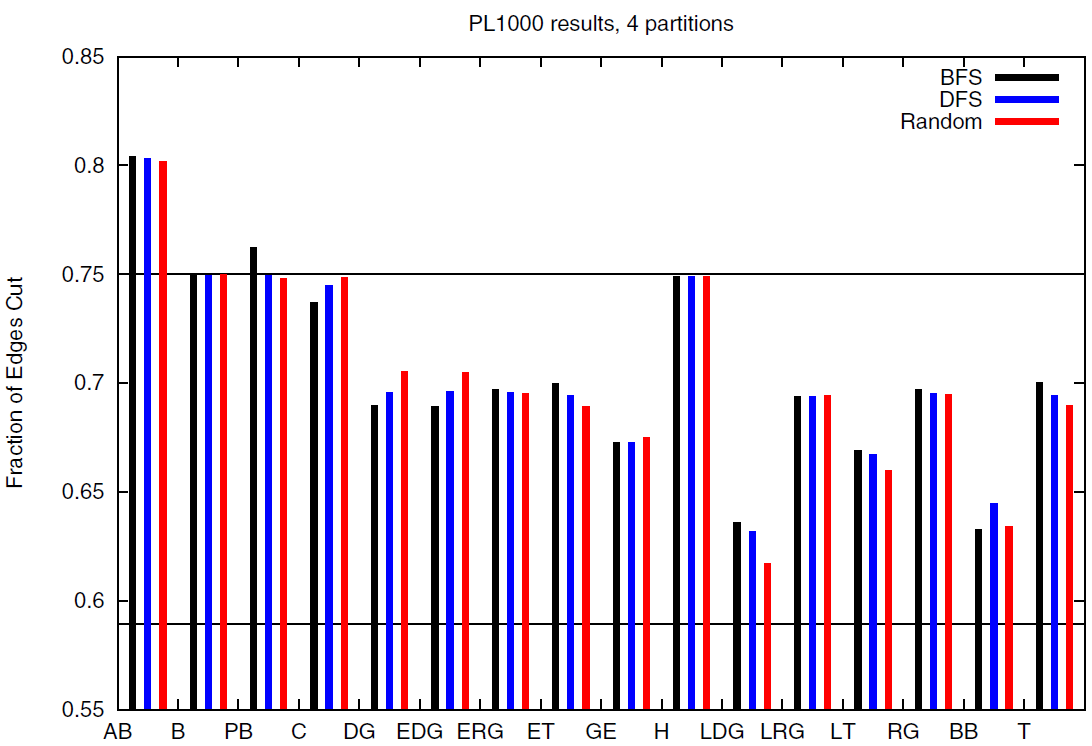 PL1000 results, 4 partitions
0.85
BFS
DFS
Random
0.8
0.75
0.7
0.65
0.6
0.55
Fraction of Edges Cut
AB B PB C DG EDG ERG ET GE H LDG LRG LT RG BB T